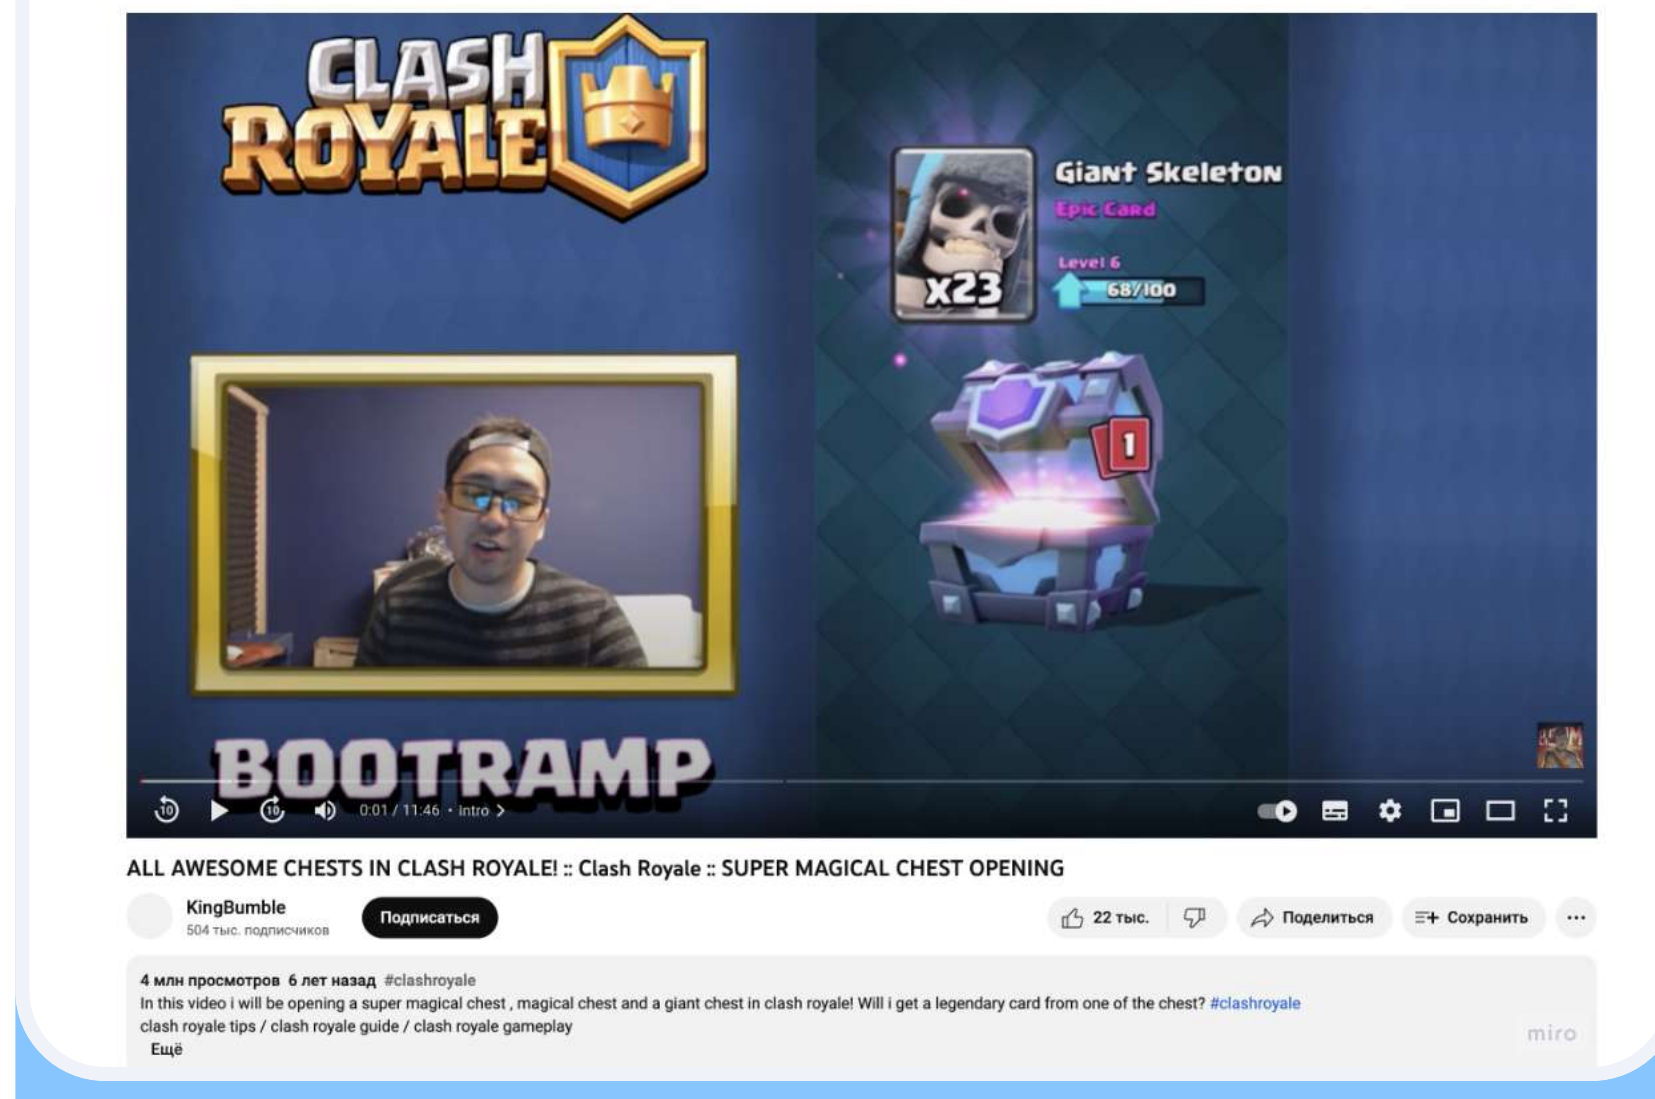 CLASH
ROYALE
Giant Skeleton
Epic Card
Level 6
x23
68/100
1
BOOTRAMP
10
10
0:01 / 11:46 • Intro >
ALL AWESOME CHESTS IN CLASH ROYALE! :: Clash Royale :: SUPER MAGICAL CHEST OPENING
KingBumble
504 тыс. подписчиков
Подписаться
22 тыс.
Поделиться
Сохранить
4 млн просмотров 6 лет назад #clashroyale
In this video i will be opening a super magical chest , magical chest and a giant chest in clash royale! Will i get a legendary card from one of the chest? #clashroyale
clash royale tips / clash royale guide / clash royale gameplay
Ещё
miro